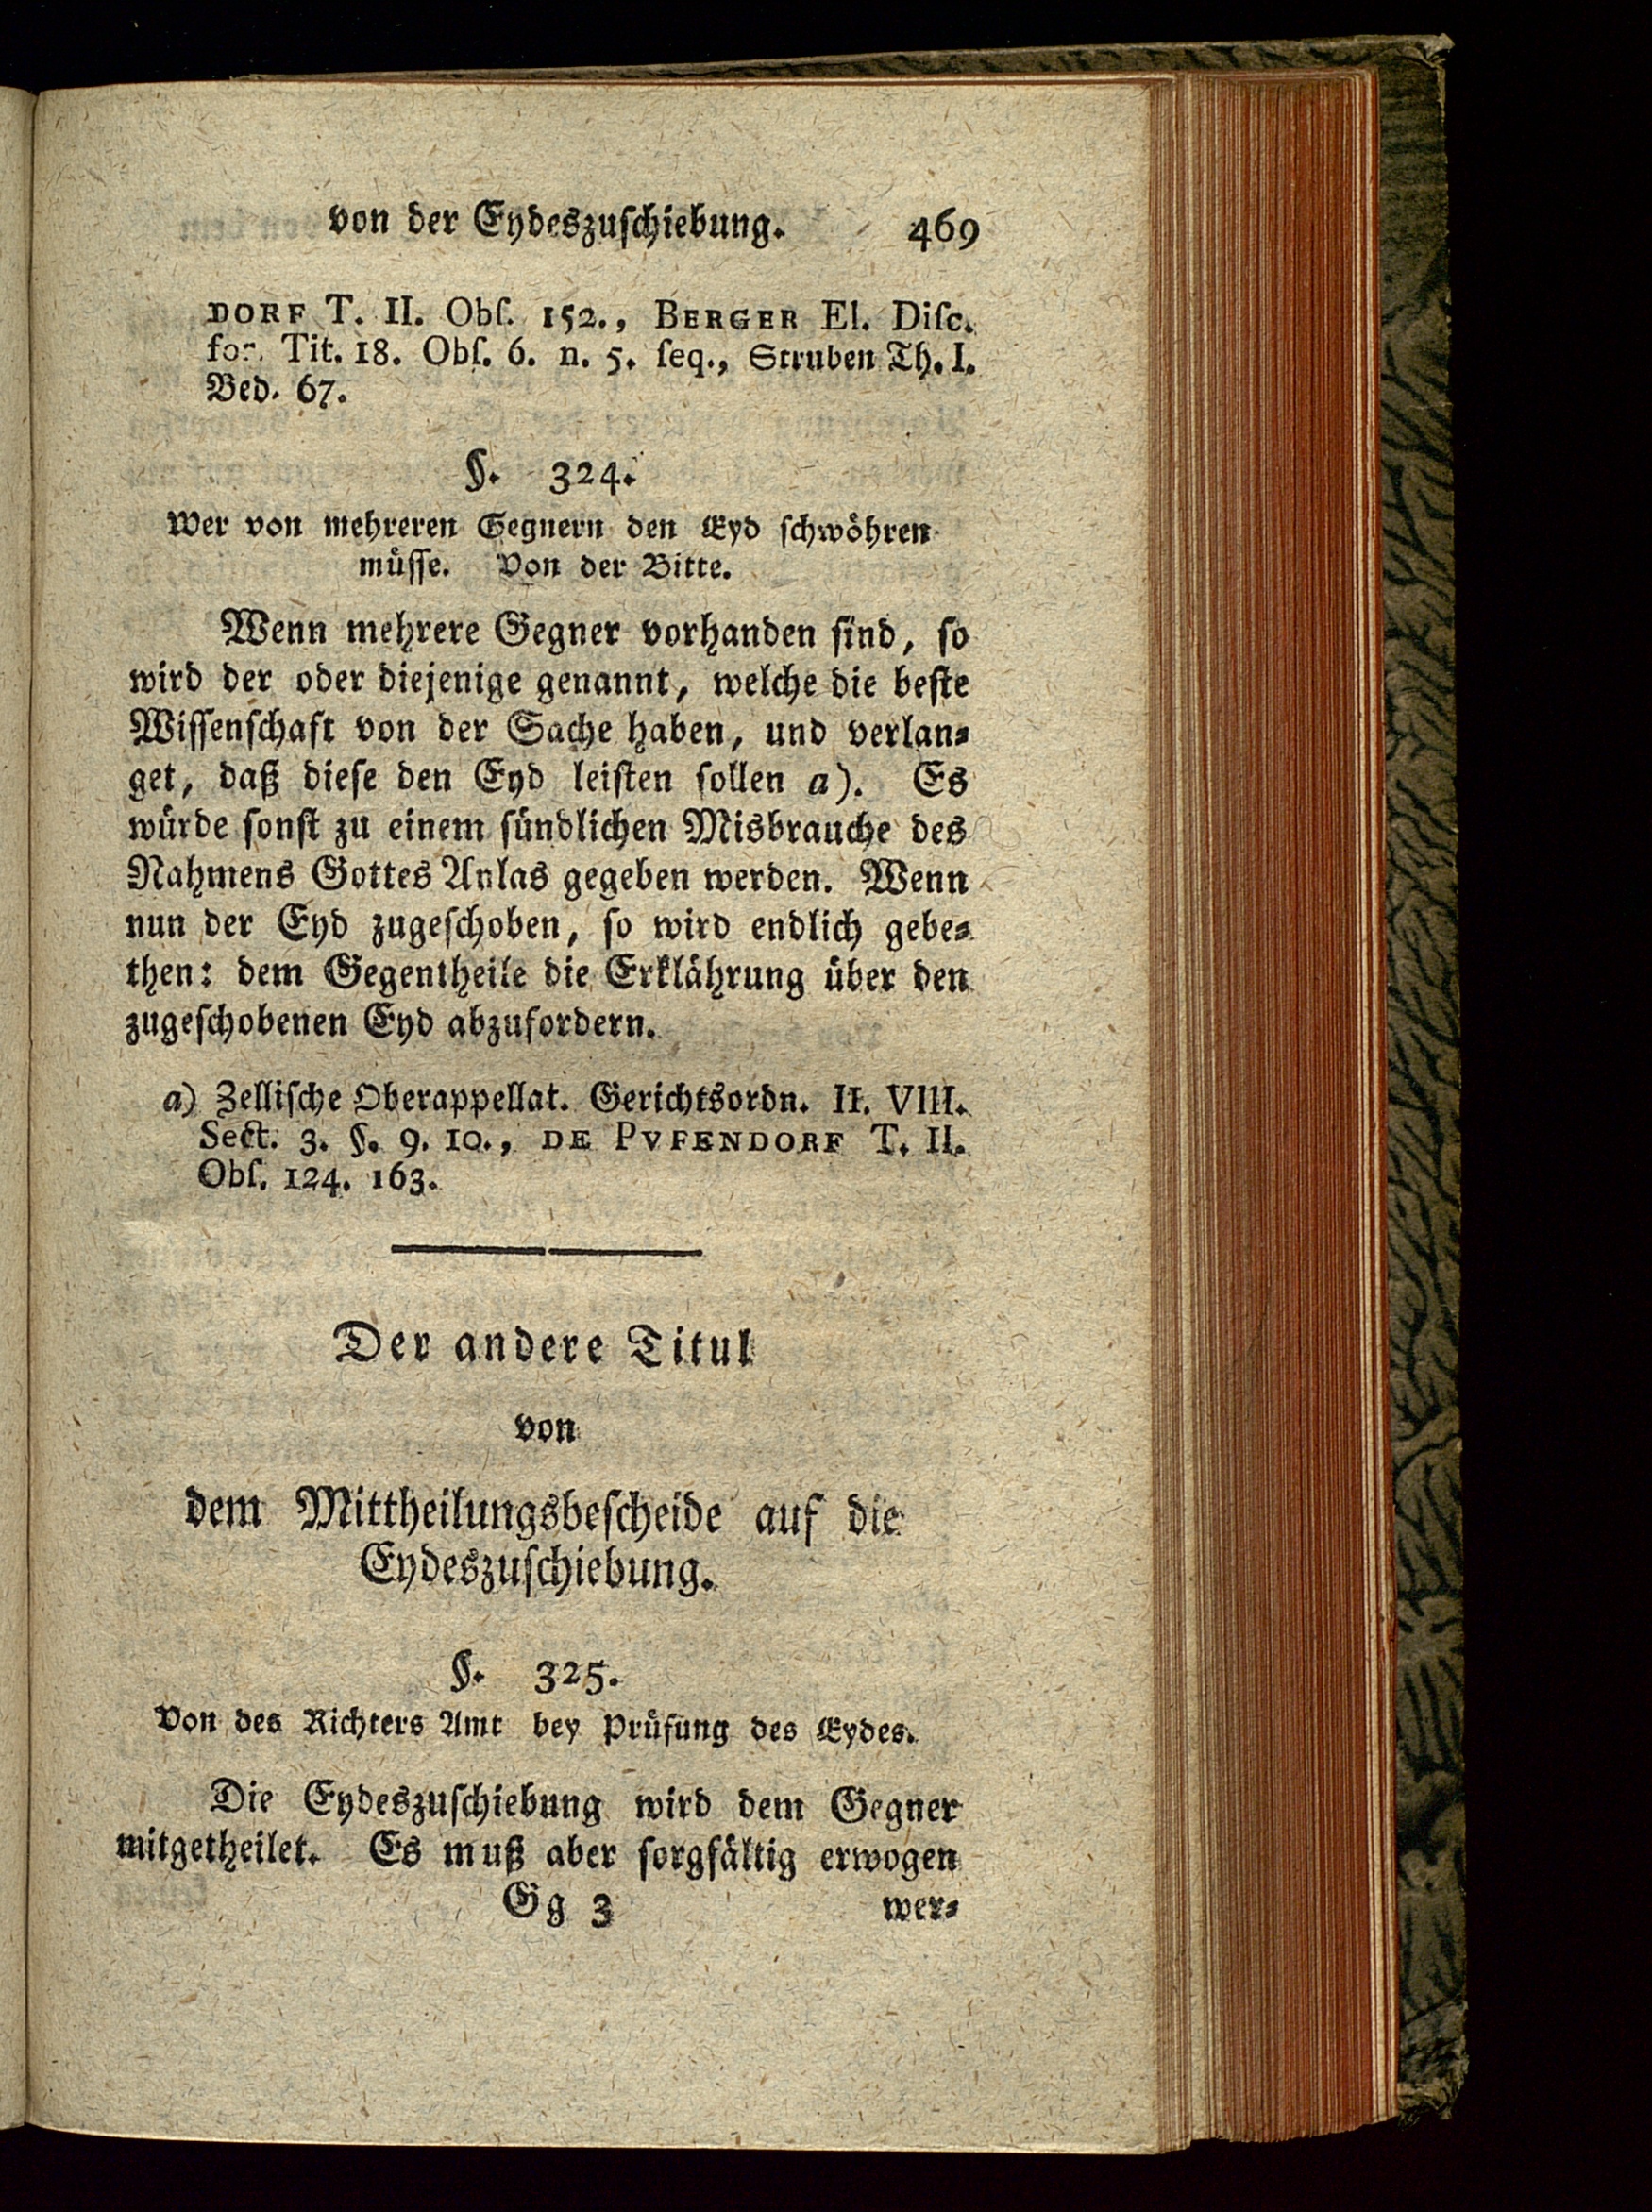 von der Eydeszuschiebung. 469
DORF T. II. Obſ. 152., BERGER El. Diſc.
for. Tit. 18. Obſ. 6. n. 5. ſeq., Struben Th. I.
Bed. 67.
§. 324.
Wer von mehreren Gegnern den Eyd ſchwöhren
müſſe. Von der Bitte.
Wenn mehrere Gegner vorhanden ſind, ſo
wird der oder diejenige genannt, welche die beſte
Wiſſenſchaft von der Sache haben, und verlan⸗
get, daß dieſe den Eyd leiſten ſollen a). Es
würde ſonſt zu einem ſündlichen Misbrauche des
Nahmens Gottes Anlas gegeben werden. Wenn
nun der Eyd zugeſchoben, ſo wird endlich gebe⸗
then: dem Gegentheile die Erklährung über den
zugeſchobenen Eyd abzufordern.
a) Zelliſche Oberappellat. Gerichtsordn. II. VIII.
Sect. 3. §. 9. 10., DE PVFENDORF T. II.
Obſ. 124. 163.
Der andere Titul
von
dem Mittheilungsbeſcheide auf die
Eydeszuſchiebung.
§. 325.
Von des Richters Amt bey Prüfung des Eydes.
Die Eydeszuſchiebung wird dem Gegner
mitgetheilet. Es muß aber ſorgfältig erwogen
Gg 3 wer⸗